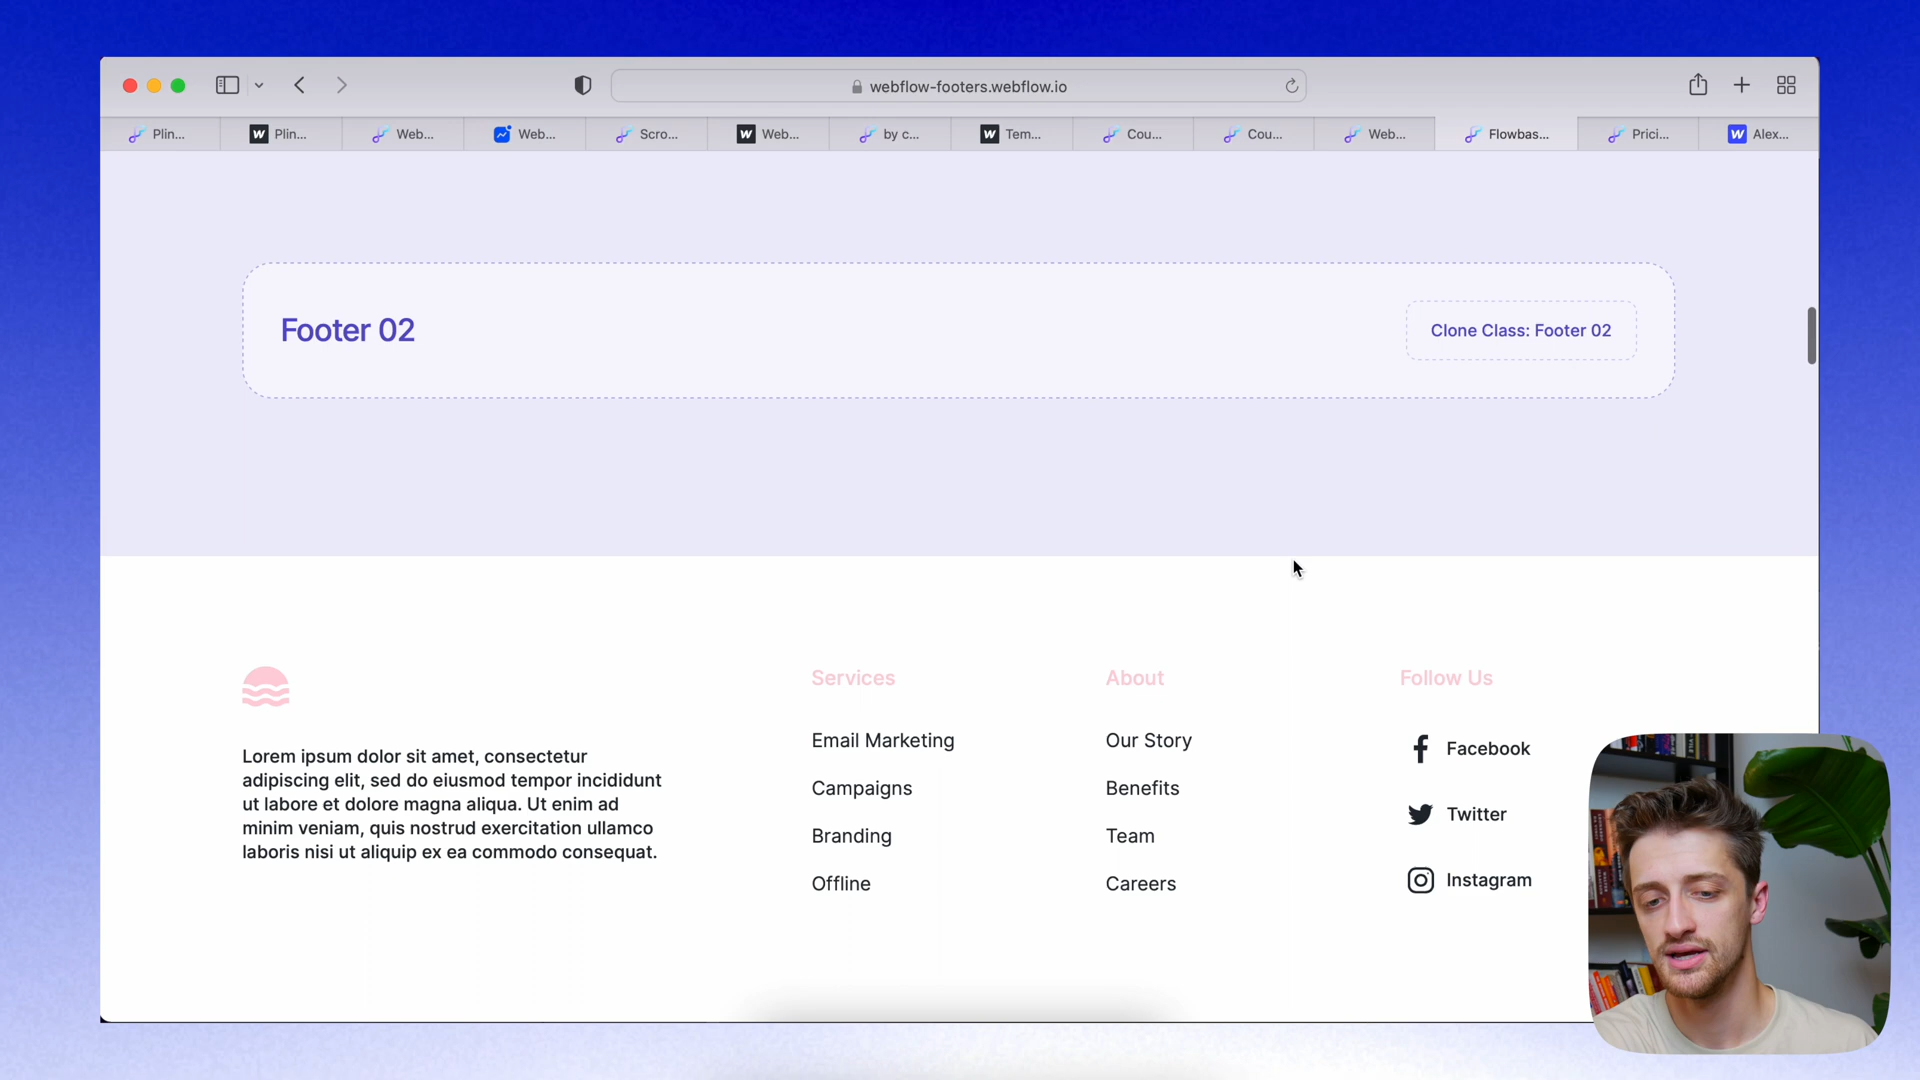 webflow-footers.webflow.io
Plin...
W Plin...
Web...
Web...
Scro...
W Web...
by c...
W Tem...
Cou...
Cou...
Web...
Flowbas...
Prici...
W Alex...
Footer 02
Clone Class: Footer 02
Lorem ipsum dolor sit amet, consectetur
adipiscing elit, sed do eiusmod tempor incididunt
ut labore et dolore magna aliqua. Ut enim ad
minim veniam, quis nostrud exercitation ullamco
laboris nisi ut aliquip ex ea commodo consequat.
Services
Email Marketing
Campaigns
Branding
Offline
About
Our Story
Benefits
Team
Careers
Follow Us
Facebook
Twitter
Instagram